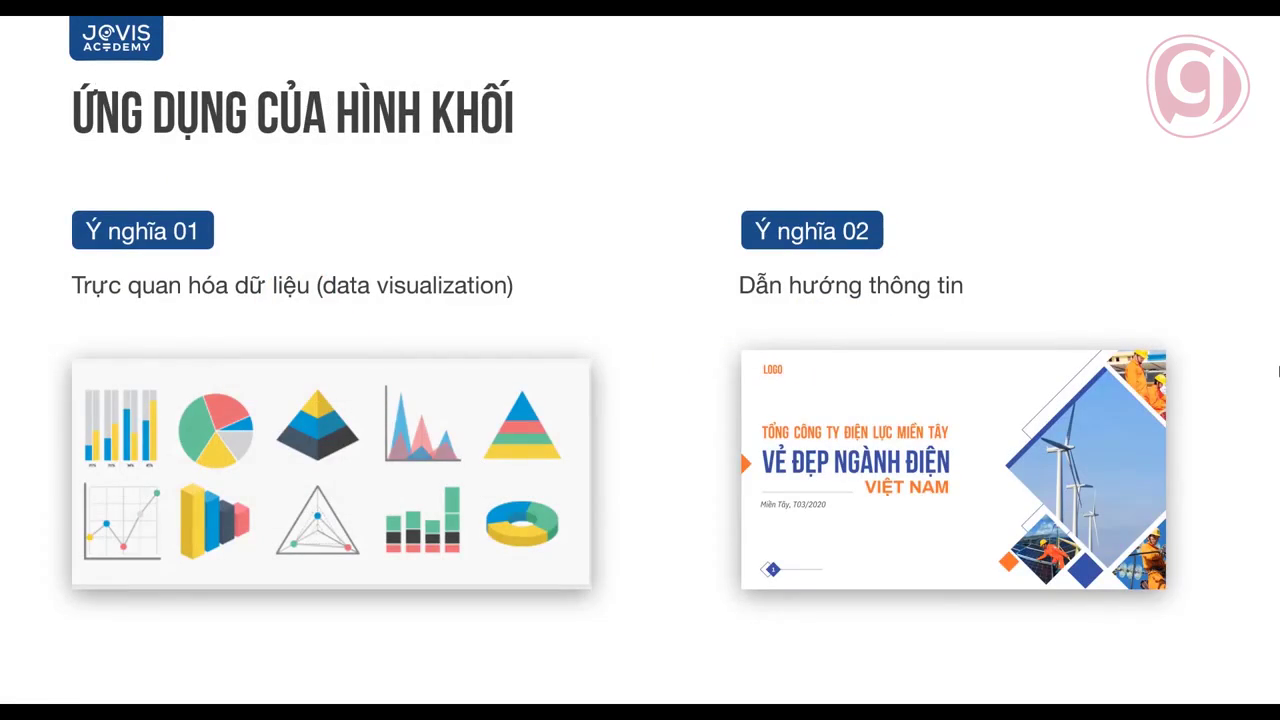 JOVIS
ACADEMY
ỨNG DỤNG CỦA HÌNH KHỐI
Ý nghĩa 01
Trực quan hóa dữ liệu (data visualization)
Ý nghĩa 02
Dẫn hướng thông tin
LOGO
TỔNG CÔNG TY ĐIỆN LỰC MIỀN TÂY
VẺ ĐẸP NGÀNH ĐIỆN
VIỆT NAM
Miền Tây, T03/2020
1